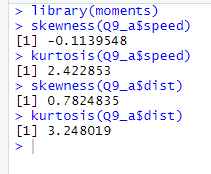 > library(moments)
> skewness(Q9_a$speed)
[1] -0.1139548
> kurtosis(Q9_a$speed)
[1] 2.422853
> skewness(Q9_a$dist)
[1] 0.7824835
> kurtosis(Q9_a$dist)
[1] 3.248019
>